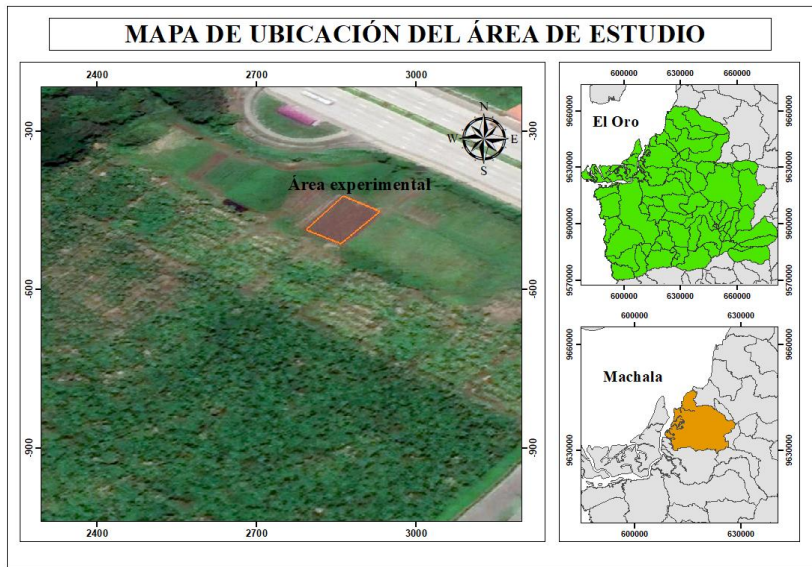 MAPA DE UBICACIÓN DEL ÁREA DE ESTUDIO
2400 2700 3000
-300
-600
-900
N
W E
S
Área experimental
2400 2700 3000
600000 630000 660000
9660000
9630000
9600000
9570000
El Oro
9660000
9630000
9600000
9570000
600000 630000 660000
600000 630000
9660000
9630000
Machala
9660000
9630000
600000 630000
-300
-600
-900